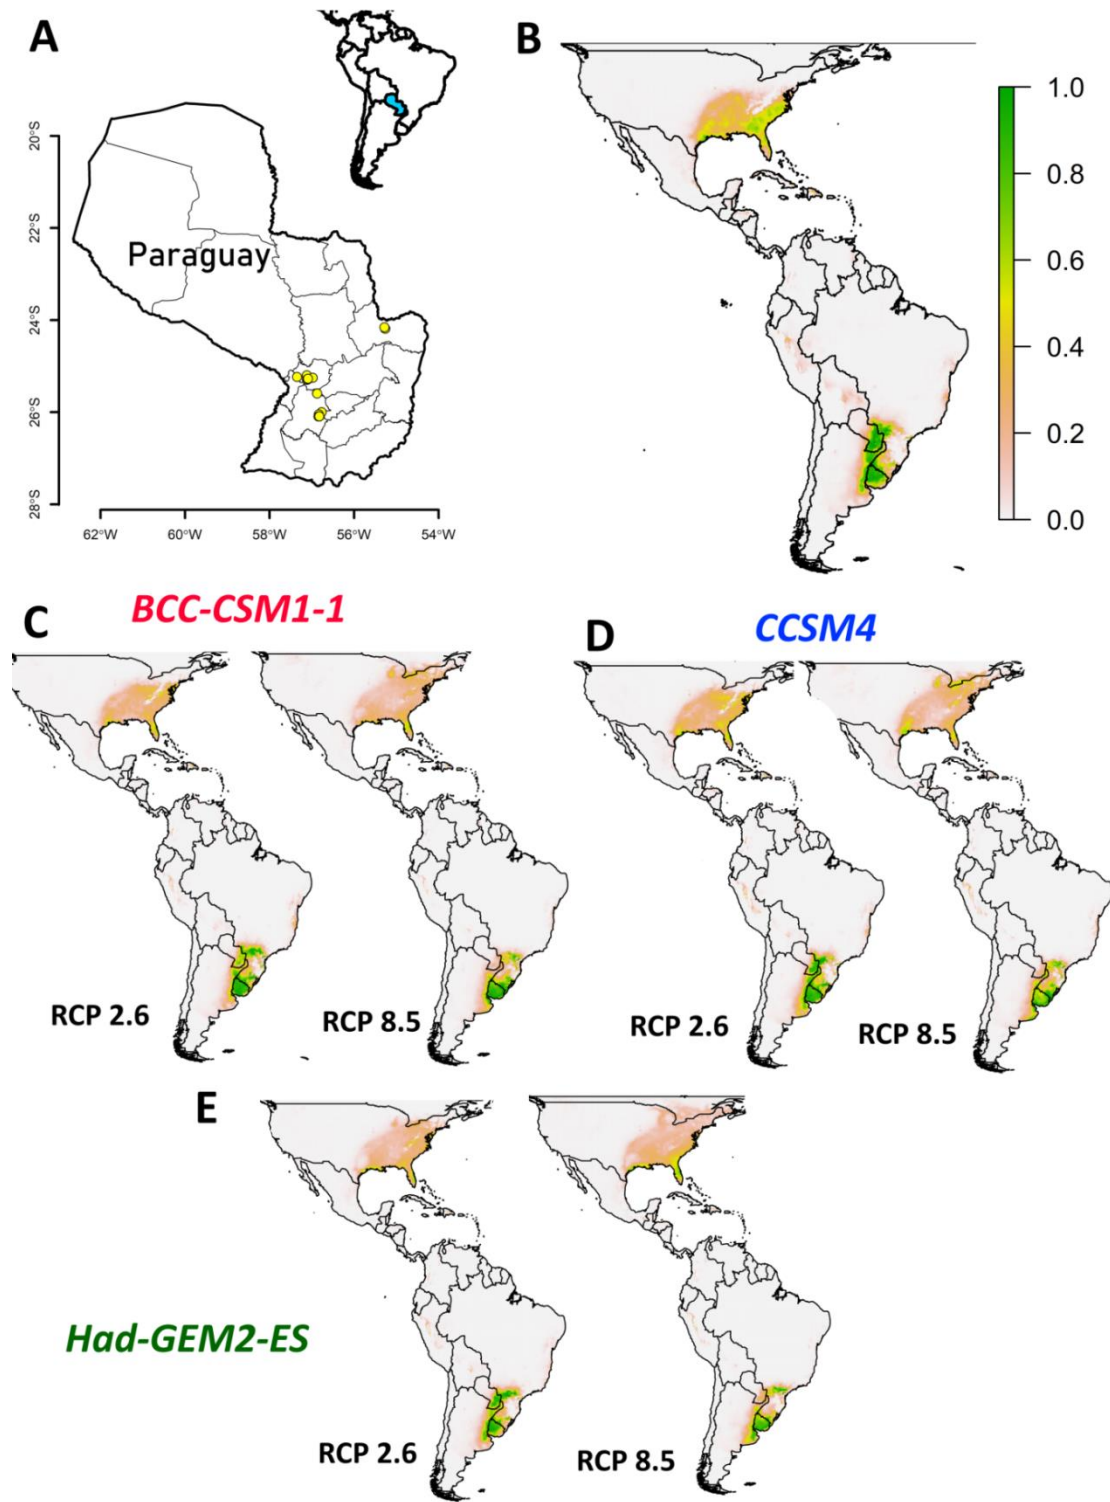 A
B
Paraguay
20°S
22°S
24°S
26°S
28°S
62°W
60°W
58°W
56°W
54°W
1.0
0.8
0.6
0.4
0.2
0.0
C
BCC-CSM1-1
D
CCSM4
RCP 2.6
RCP 8.5
RCP 2.6
RCP 8.5
E
Had-GEM2-ES
RCP 2.6
RCP 8.5